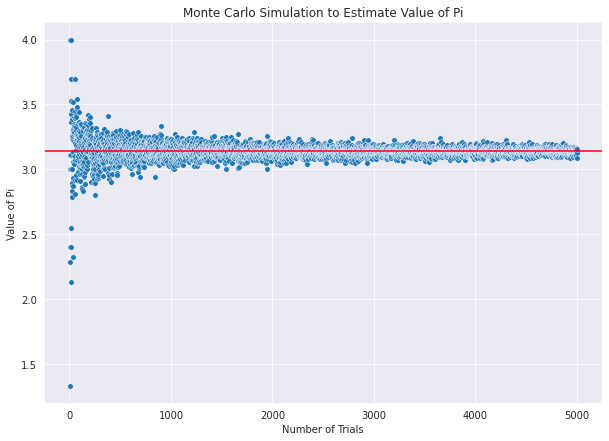 Monte Carlo Simulation to Estimate Value of Pi
4.0
3.5
3.0
2.5
2.0
1.5
Value of Pi
0 1000 2000 3000 4000 5000
Number of Trials